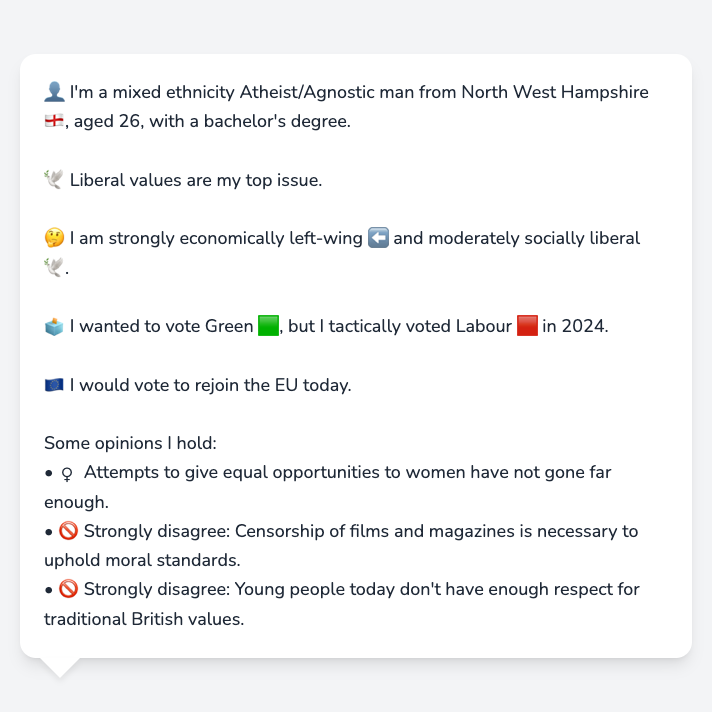 👤 I'm a mixed ethnicity Atheist/Agnostic man from North West Hampshire
🏴󠁧󠁢󠁥󠁮󠁧󠁿, aged 26, with a bachelor's degree.
🕊️ Liberal values are my top issue.
🤔 I am strongly economically left-wing ⬅️ and moderately socially liberal
🕊️.
🗳️ I wanted to vote Green 🟩, but I tactically voted Labour 🟥 in 2024.
🇪🇺 I would vote to rejoin the EU today.
Some opinions I hold:
• ♀ Attempts to give equal opportunities to women have not gone far
enough.
• 🚫 Strongly disagree: Censorship of films and magazines is necessary to
uphold moral standards.
• 🚫 Strongly disagree: Young people today don't have enough respect for
traditional British values.